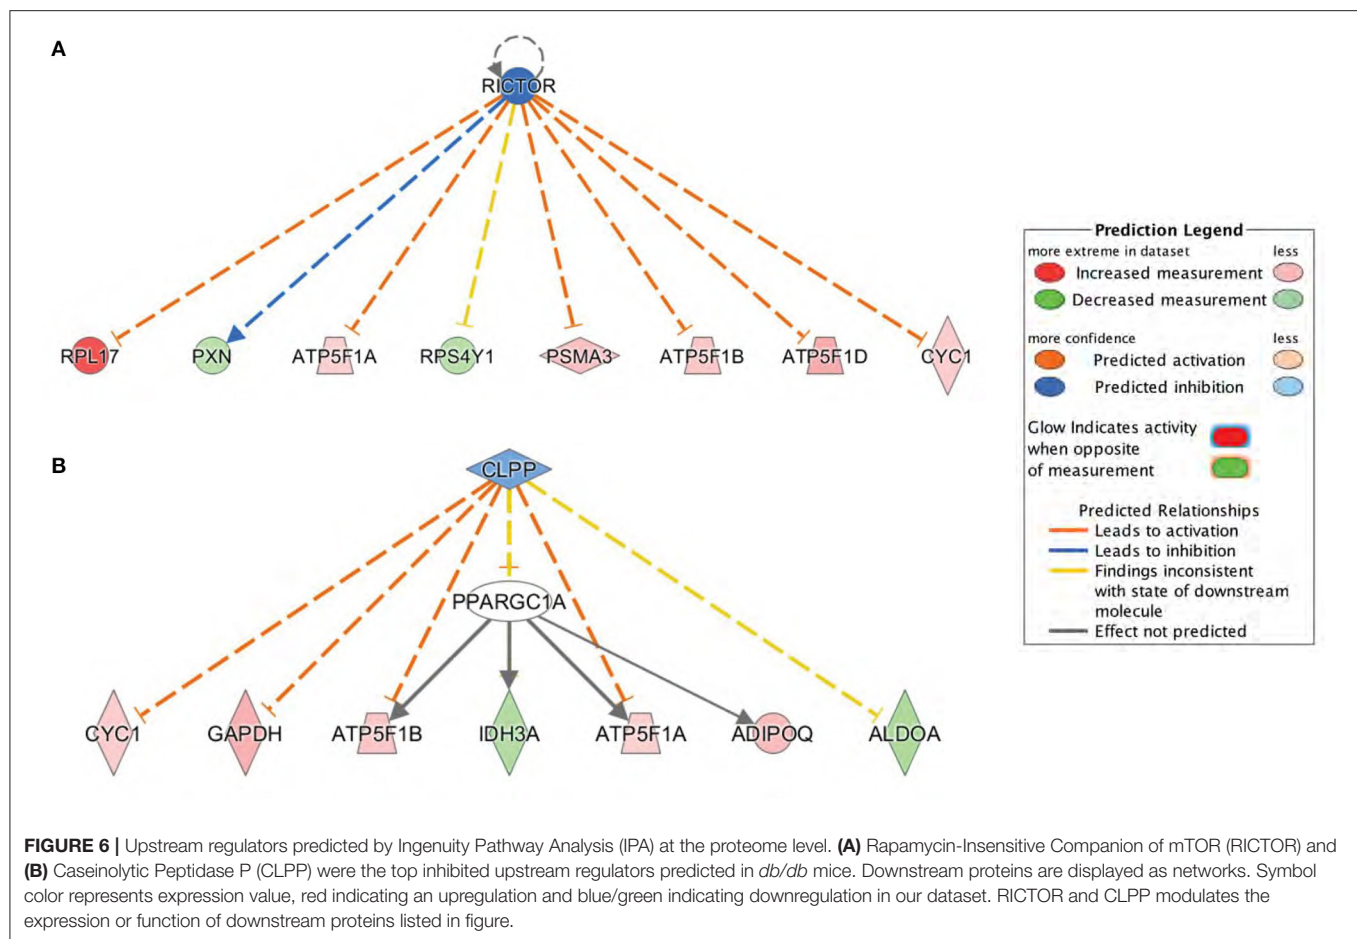 A
RICTOR
RPL17 PXN ATP5F1A RPS4Y1 PSMA3 ATP5F1B ATP5F1D CYC1
Prediction Legend
more extreme in dataset less
Increased measurement
Decreased measurement
more confidence less
Predicted activation
Predicted inhibition
Glow Indicates activity
when opposite
of measurement
Predicted Relationships
Leads to activation
Leads to inhibition
Findings inconsistent
with state of downstream
molecule
Effect not predicted
B
CLPP
PPARGC1A
CYC1 GAPDH ATP5F1B IDH3A ATP5F1A ADIPOQ ALDOA
FIGURE 6 | Upstream regulators predicted by Ingenuity Pathway Analysis (IPA) at the proteome level. (A) Rapamycin-Insensitive Companion of mTOR (RICTOR) and
(B) Caseinolytic Peptidase P (CLPP) were the top inhibited upstream regulators predicted in db/db mice. Downstream proteins are displayed as networks. Symbol
color represents expression value, red indicating an upregulation and blue/green indicating downregulation in our dataset. RICTOR and CLPP modulates the
expression or function of downstream proteins listed in figure.